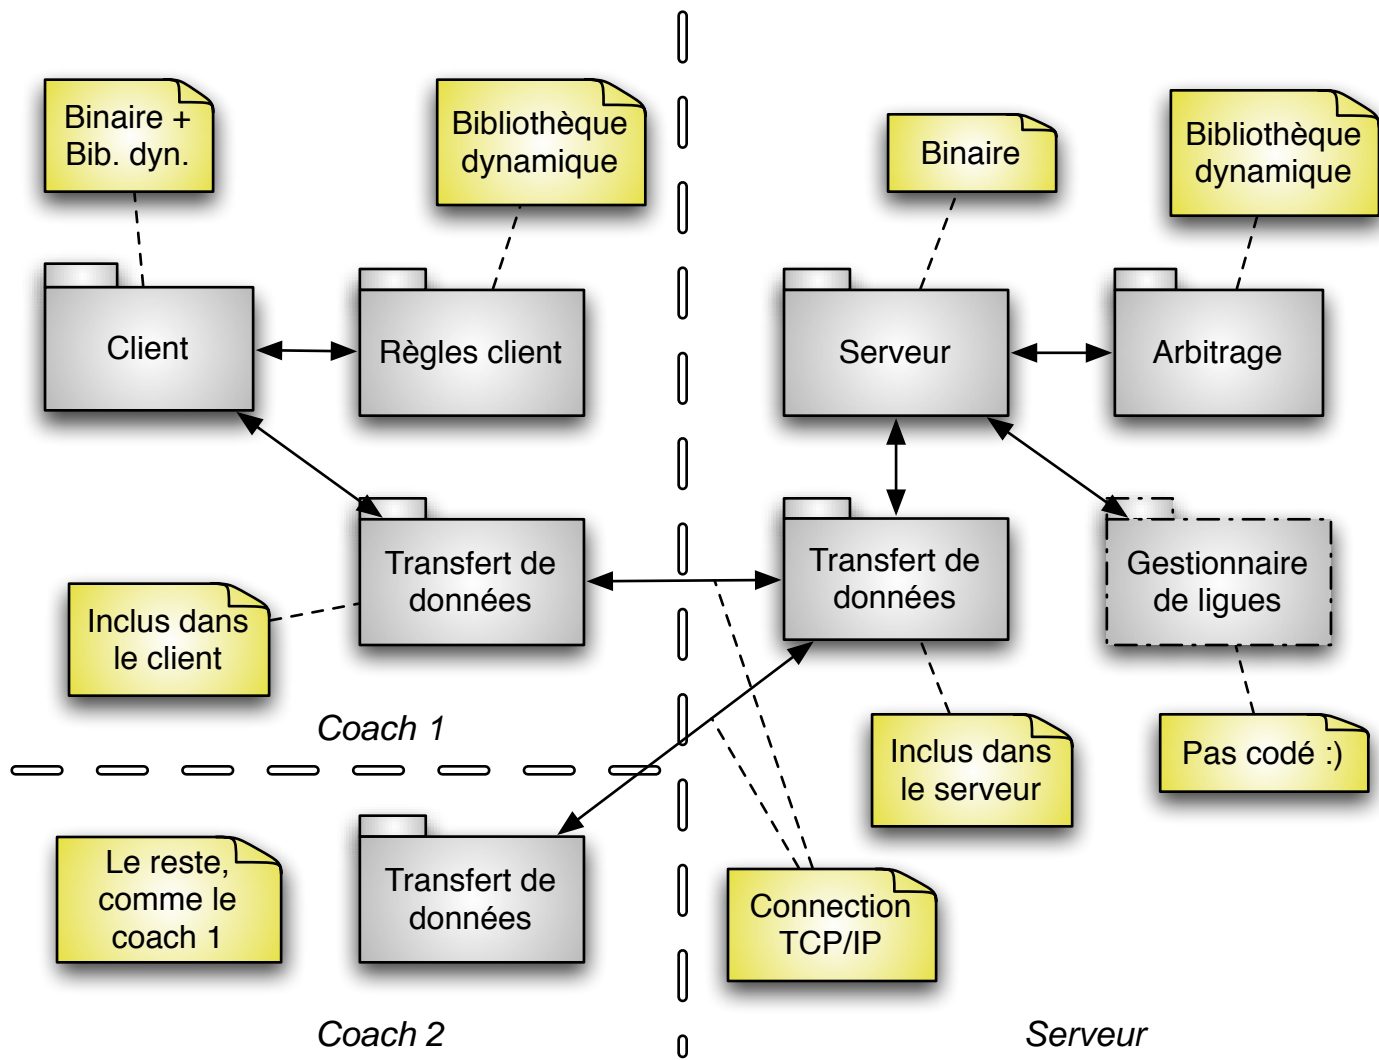 Binaire +
Bib. dyn.
Bibliothèque
dynamique
Client
Règles client
Transfert de
données
Inclus dans
le client
Coach 1
Le reste,
comme le
coach 1
Transfert de
données
Coach 2
Binaire
Bibliothèque
dynamique
Serveur
Arbitrage
Transfert de
données
Gestionnaire
de ligues
Inclus dans
le serveur
Pas codé :)
Connection
TCP/IP
Serveur